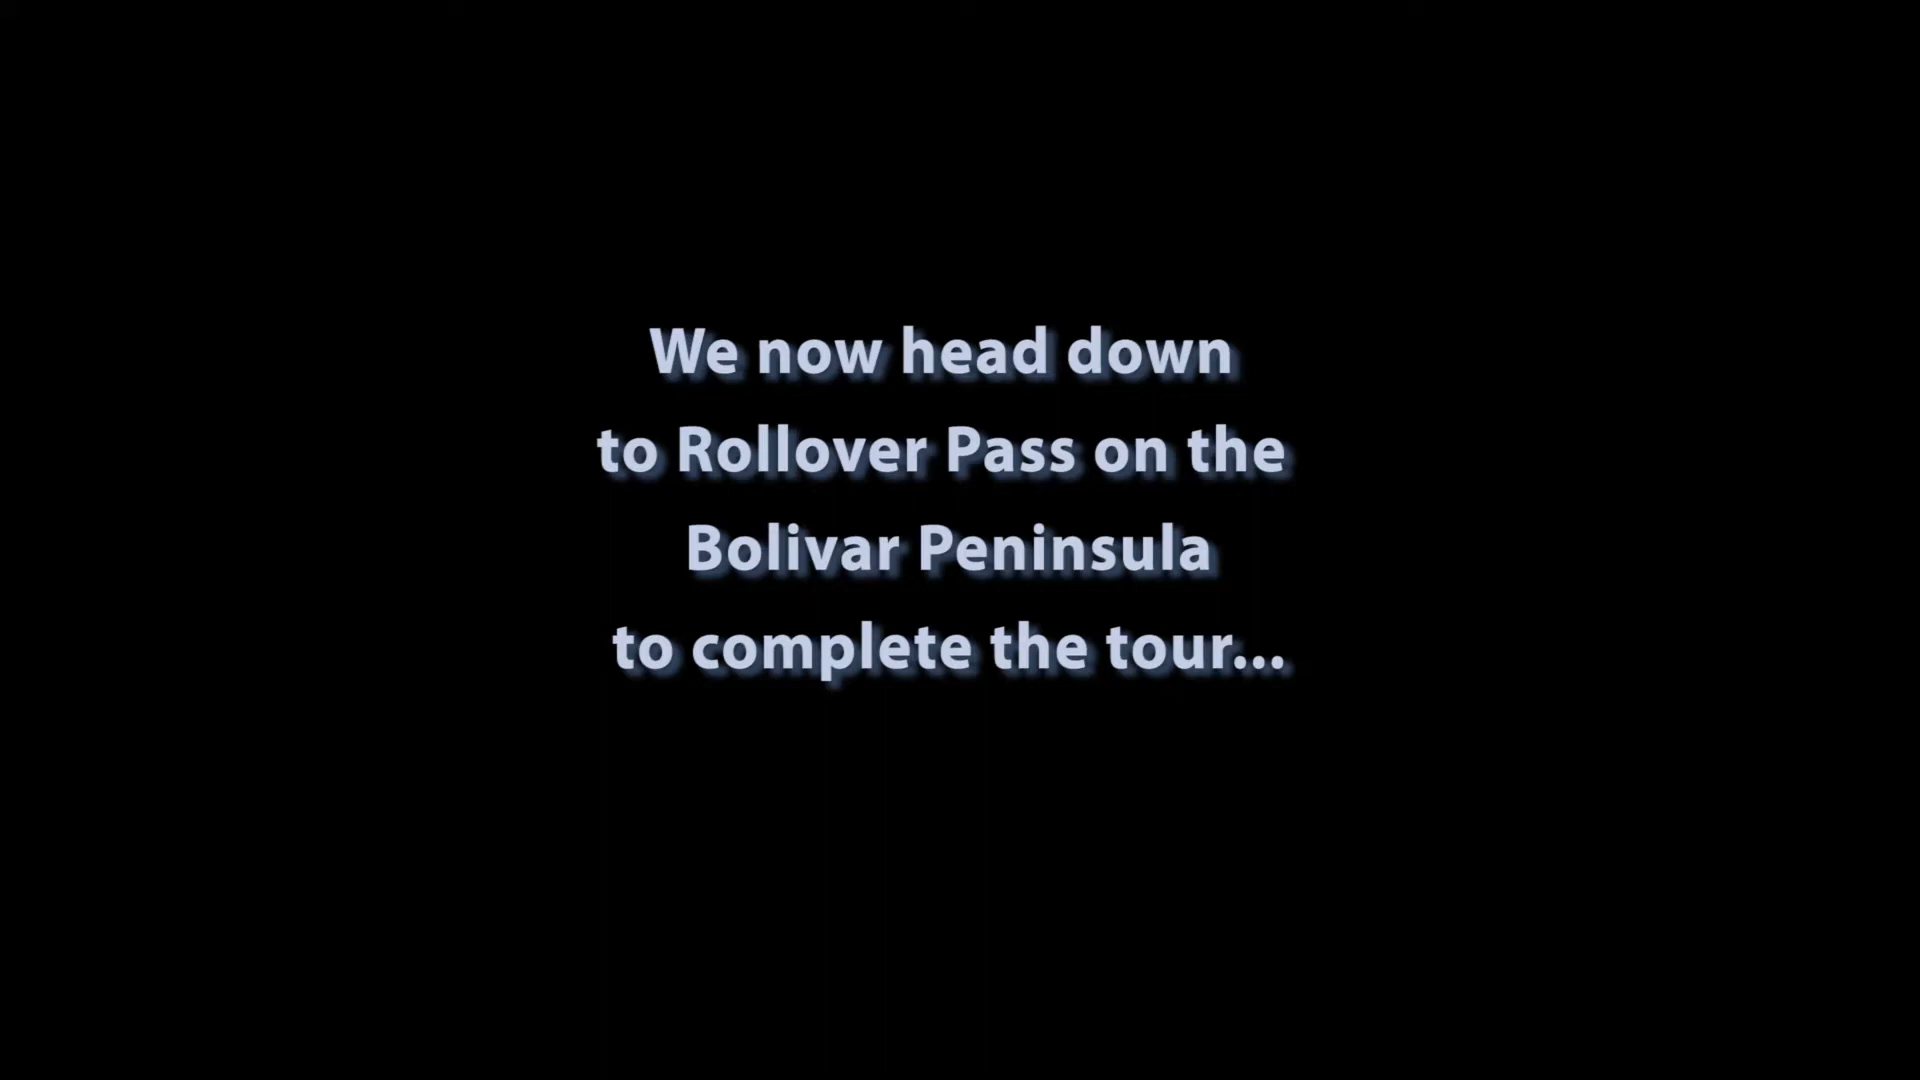 We now head down
to Rollover Pass on the
Bolivar Peninsula
to complete the tour...